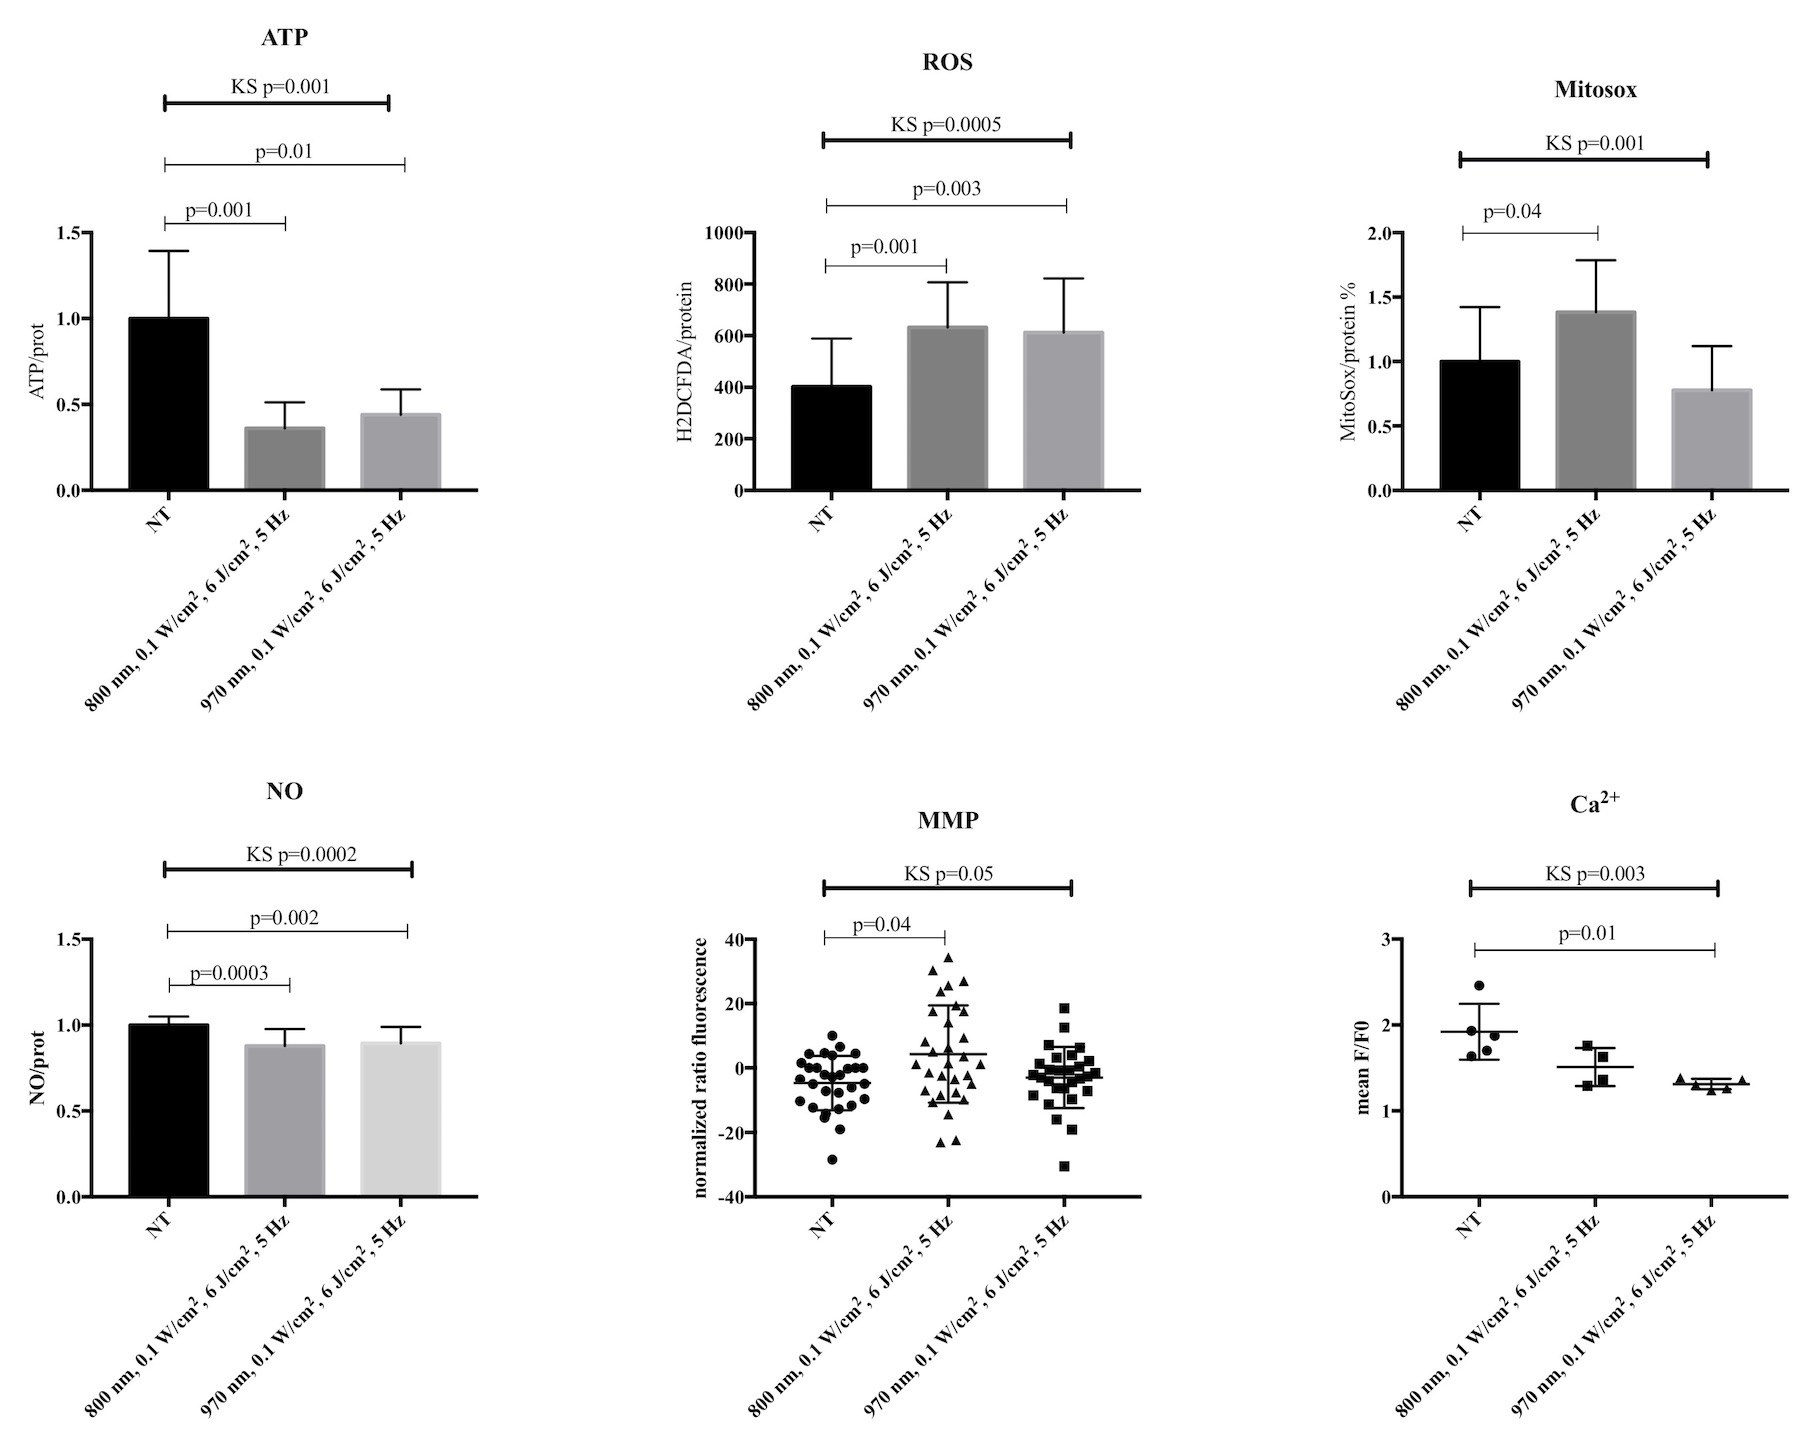 ATP
KS p=0.001
p=0.01
p=0.001
1.5
1.0
0.5
0.0
ATP/prot
NT
800 nm, 0.1 W/cm², 6 J/cm², 5 Hz
970 nm, 0.1 W/cm², 6 J/cm², 5 Hz
ROS
KS p=0.0005
p=0.003
p=0.001
1000
800
600
400
200
0
H2DCFDA/protein
NT
800 nm, 0.1 W/cm², 6 J/cm², 5 Hz
970 nm, 0.1 W/cm², 6 J/cm², 5 Hz
Mitosox
KS p=0.001
p=0.04
2.0
1.5
1.0
0.5
0.0
MitoSox/protein %
NT
800 nm, 0.1 W/cm², 6 J/cm², 5 Hz
970 nm, 0.1 W/cm², 6 J/cm², 5 Hz
NO
KS p=0.0002
p=0.002
p=0.0003
1.5
1.0
0.5
0.0
NO/prot
NT
800 nm, 0.1 W/cm², 6 J/cm², 5 Hz
970 nm, 0.1 W/cm², 6 J/cm², 5 Hz
MMP
KS p=0.05
p=0.04
40
20
0
-20
-40
normalized ratio fluorescence
NT
800 nm, 0.1 W/cm², 6 J/cm², 5 Hz
970 nm, 0.1 W/cm², 6 J/cm², 5 Hz
Ca²⁺
KS p=0.003
p=0.01
3
2
1
0
mean F/F0
NT
800 nm, 0.1 W/cm², 6 J/cm², 5 Hz
970 nm, 0.1 W/cm², 6 J/cm², 5 Hz